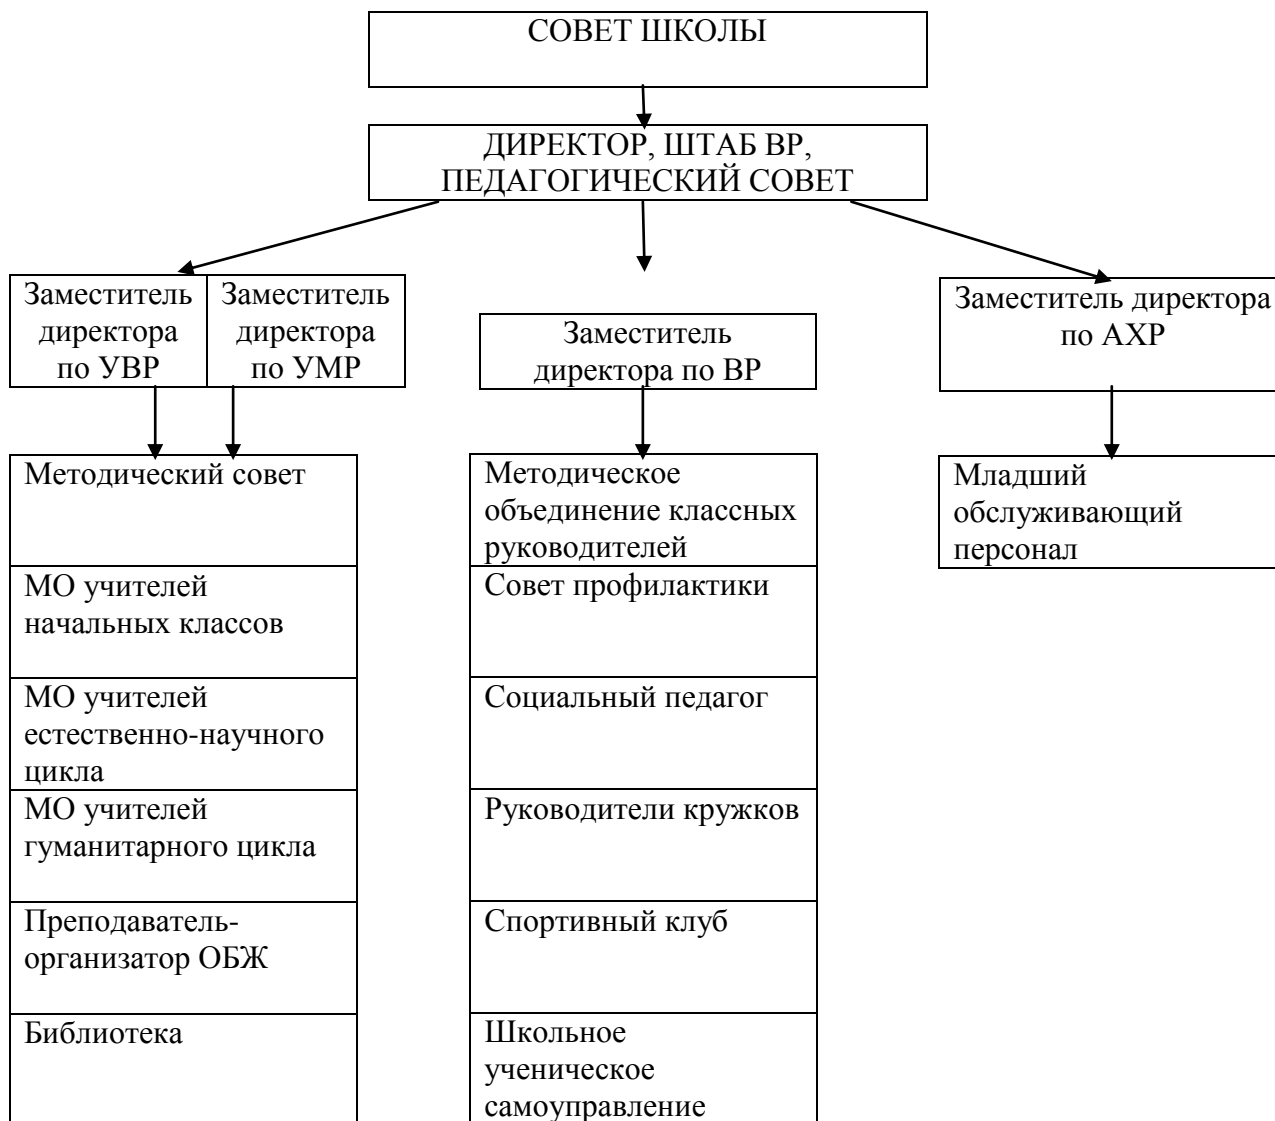 СОВЕТ ШКОЛЫ
ДИРЕКТОР, ШТАБ ВР,
ПЕДАГОГИЧЕСКИЙ СОВЕТ
Заместитель
директора
по УВР
Заместитель
директора
по УМР
Заместитель
директора по ВР
Заместитель директора
по АХР
Методический совет
МО учителей
начальных классов
МО учителей
естественно-научного
цикла
МО учителей
гуманитарного цикла
Преподаватель-
организатор ОБЖ
Библиотека
Методическое
объединение классных
руководителей
Совет профилактики
Социальный педагог
Руководители кружков
Спортивный клуб
Школьное
ученическое
самоуправление
Младший
обслуживающий
персонал